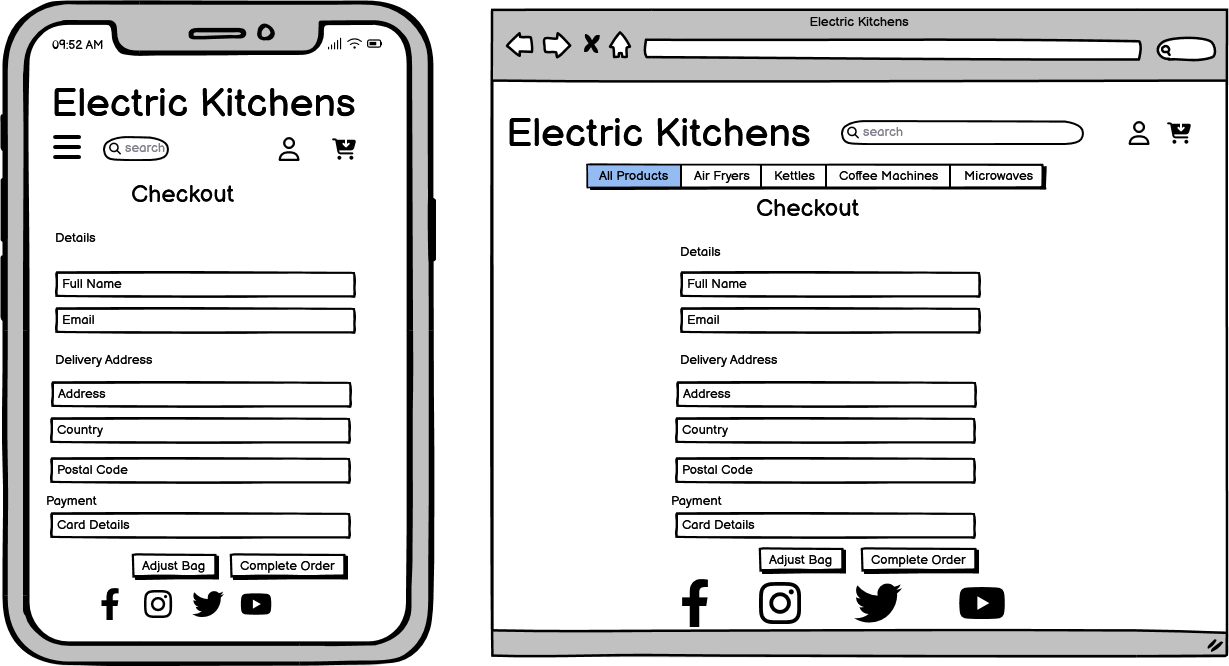 09:52 AM
Electric Kitchens
search
Checkout
Details
Full Name
Email
Delivery Address
Address
Country
Postal Code
Payment
Card Details
Adjust Bag Complete Order
Electric Kitchens
Electric Kitchens search
All Products Air Fryers Kettles Coffee Machines Microwaves
Checkout
Details
Full Name
Email
Delivery Address
Address
Country
Postal Code
Payment
Card Details
Adjust Bag Complete Order